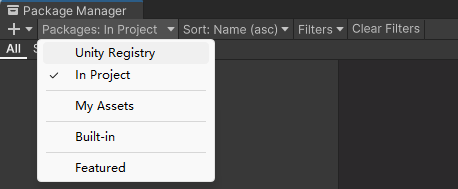 Package Manager
Packages: In Project Sort: Name (asc) Filters Clear Filters
All
Unity Registry
In Project
My Assets
Built-in
Featured